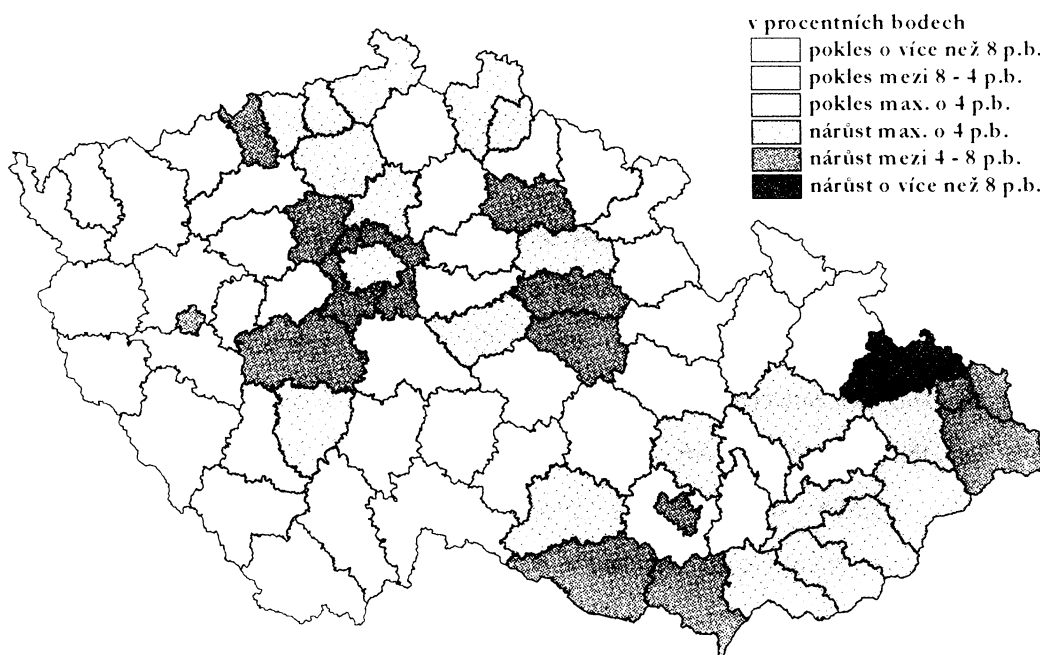 v procentních bodech
pokles o více než 8 p.b.
pokles mezi 8 - 4 p.b.
pokles max. o 4 p.b.
nárůst max. o 4 p.b.
nárůst mezi 4 - 8 p.b.
nárůst o více než 8 p.b.